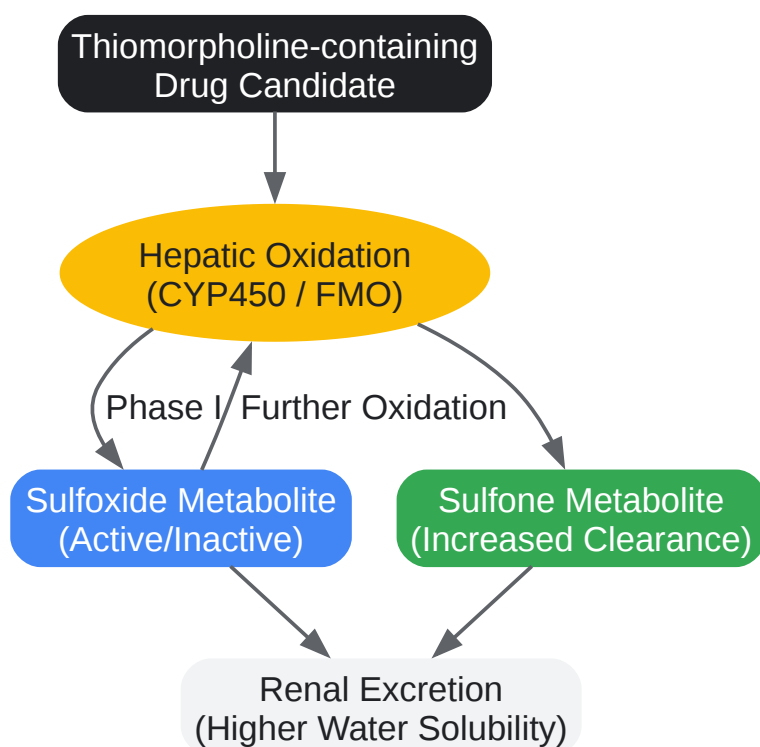 Thiomorpholine-containing
Drug Candidate
Hepatic Oxidation
(CYP450 / FMO)
Phase I
Further Oxidation
Sulfoxide Metabolite
(Active/Inactive)
Sulfone Metabolite
(Increased Clearance)
Renal Excretion
(Higher Water Solubility)